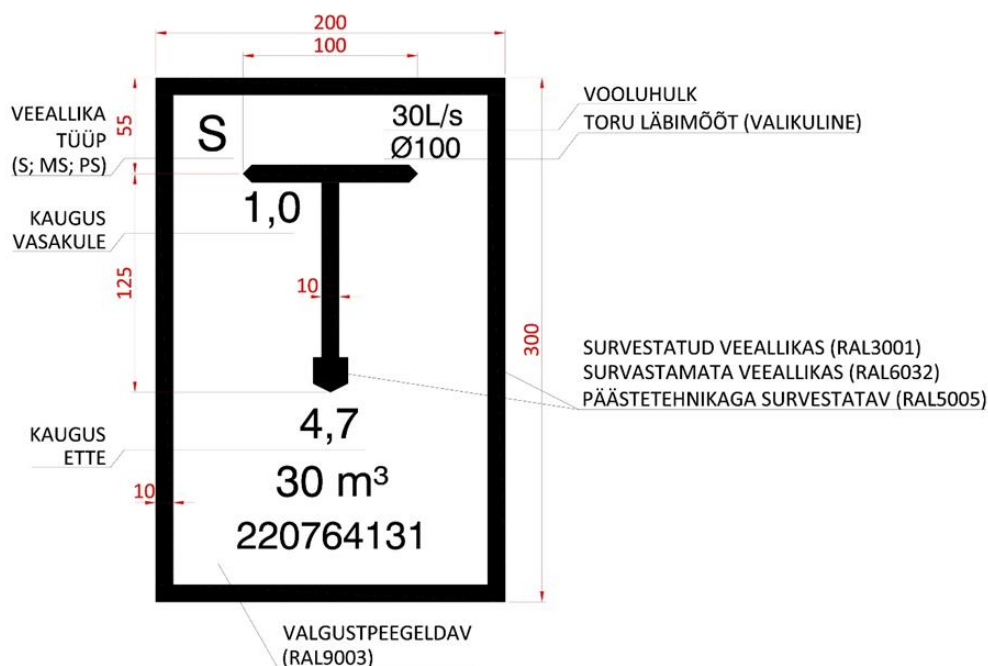 200
100
55
VEEALLIKA
TÜÜP
(S; MS; PS)
S
30L/s
Ø100
VOOLUHULK
TORU LÄBIMÕÕT (VALIKULINE)
1,0
KAUGUS
VASAKULE
125
10
300
SURVESTATUD VEEALLIKAS (RAL3001)
SURVASTAMATA VEEALLIKAS (RAL6032)
PÄÄSTETEHNIKAGA SURVESTATAV (RAL5005)
4,7
KAUGUS
ETTE
30 m³
10
220764131
VALGUSTPEEGELDAV
(RAL9003)